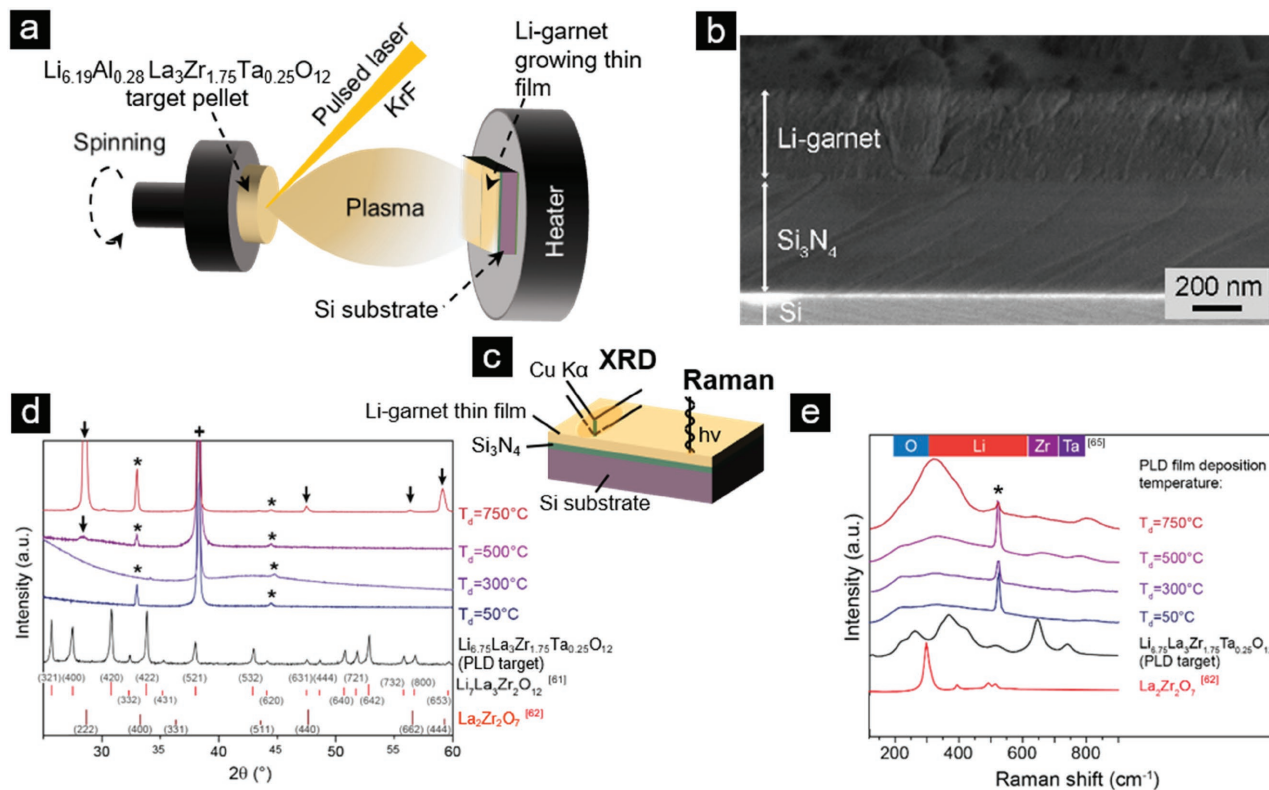 a
Li6.19Al0.28La3Zr1.75Ta0.25O12
target pellet
Pulsed laser
KrF
Li-garnet
growing thin
film
Spinning
Plasma
Heater
Si substrate
b
Li-garnet
Si3N4
Si
200 nm
c
Cu Kα
XRD
Raman
Li-garnet thin film
Si3N4
Si substrate
hν
d
Intensity (a.u.)
+
*
*
*
*
*
*
*
Td=750°C
Td=500°C
Td=300°C
Td=50°C
Li6.75La3Zr1.75Ta0.25O12
(PLD target)
(321)
(400)
(420)
(422)
(521)
(532)
(631)
(444)
(721)
(732)
(800)
Li7La3Zr2O12 [61]
(332)
(431)
(620)
(640)
(642)
(653)
La2Zr2O7 [62]
(222)
(400)
(331)
(511)
(440)
(662)
(444)
30
40
50
60
2θ (°)
e
O
Li
Zr
Ta
[65]
PLD film deposition
temperature:
*
Td=750°C
Td=500°C
Td=300°C
Td=50°C
Li6.75La3Zr1.75Ta0.25O12
(PLD target)
La2Zr2O7 [62]
Intensity (a.u.)
200
400
600
800
Raman shift (cm-1)